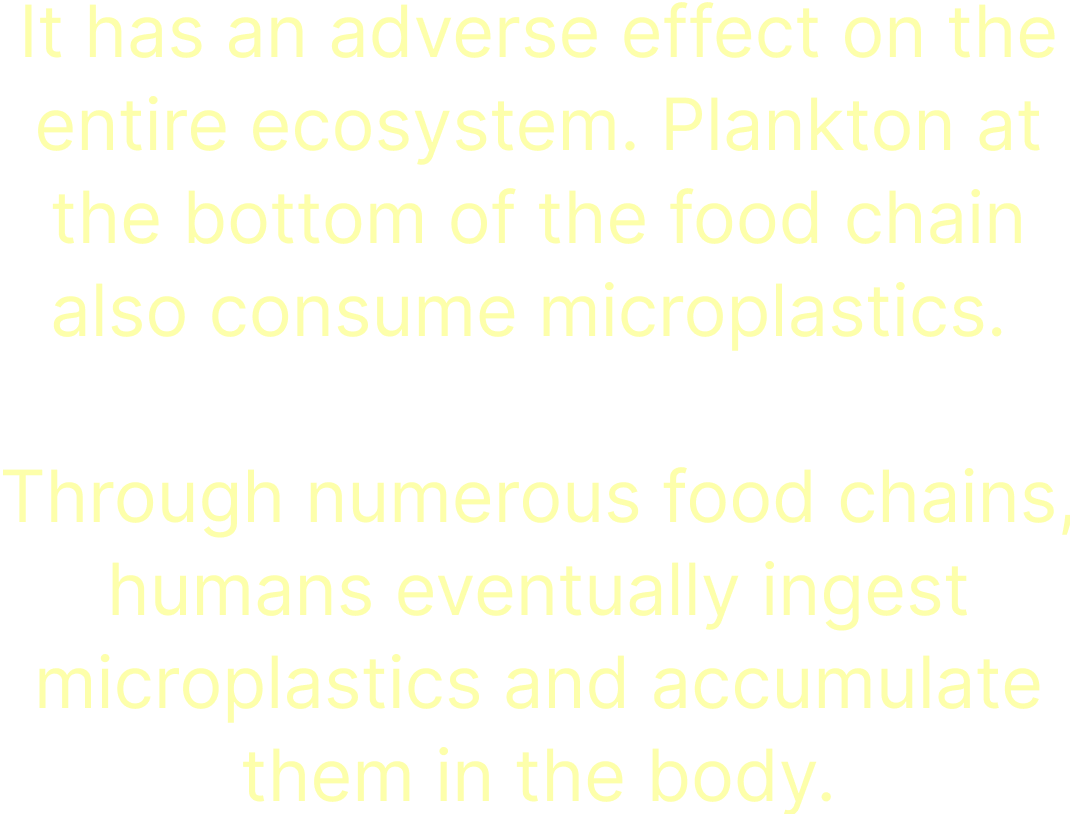 It has an adverse effect on the
entire ecosystem. Plankton at
the bottom of the food chain
also consume microplastics.
Through numerous food chains,
humans eventually ingest
microplastics and accumulate
them in the body.